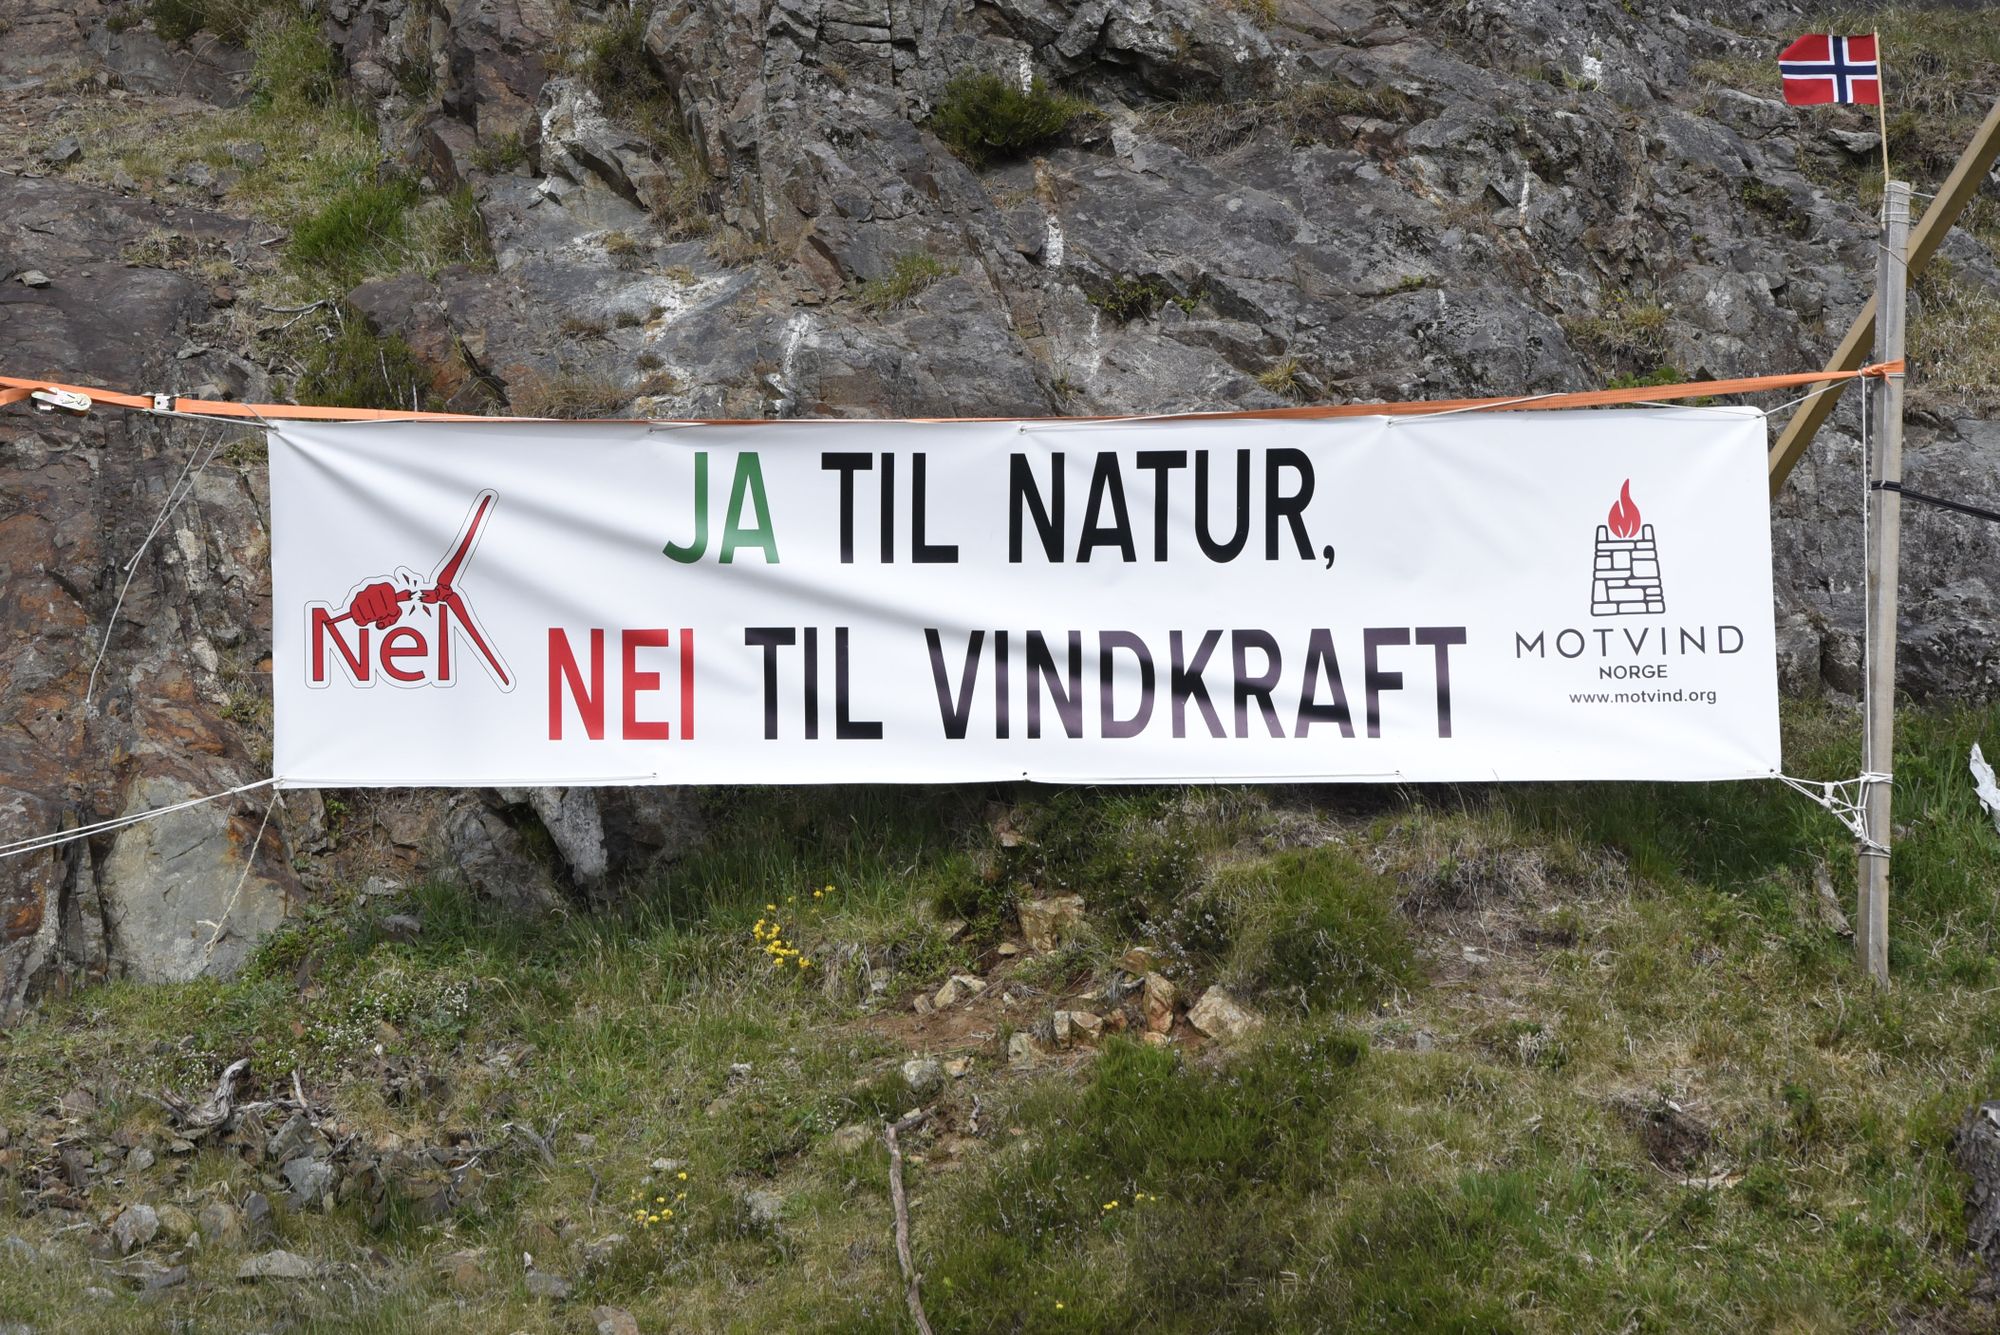 JA TIL NATUR,
NEI TIL VINDKRAFT
Nei
MOTVIND
NORGE
www.motvind.org